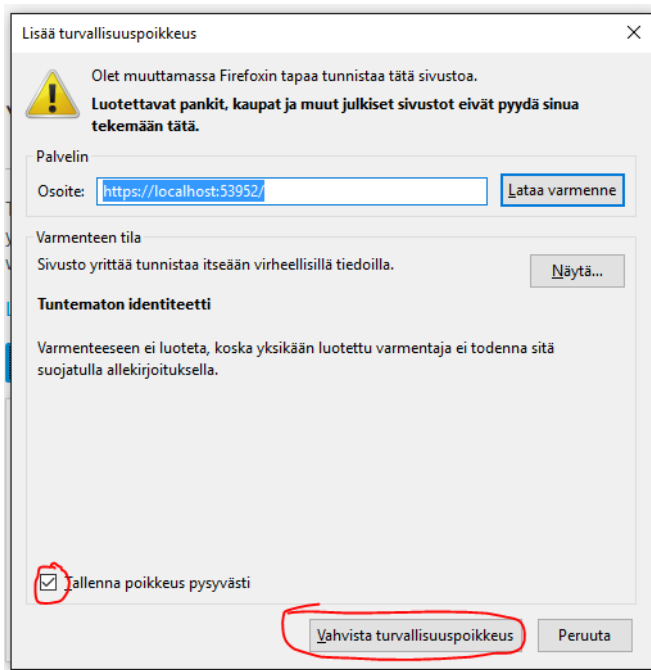 Lisää turvallisuuspoikkeus
Olet muuttamassa Firefoxin tapaa tunnistaa tätä sivustoa.
Luotettavat pankit, kaupat ja muut julkiset sivustot eivät pyydä sinua
tekemään tätä.
Palvelin
Osoite: https://localhost:53952/ Lataa varmenne
Varmenteen tila
Sivusto yrittää tunnistaa itseään virheellisillä tiedoilla. Näytä...
Tuntematon identiteetti
Varmenteeseen ei luoteta, koska yksikään luotettu varmentaja ei todenna sitä
suojatulla allekirjoituksella.
Tallenna poikkeus pysyvästi
Vahvista turvallisuuspoikkeus Peruuta